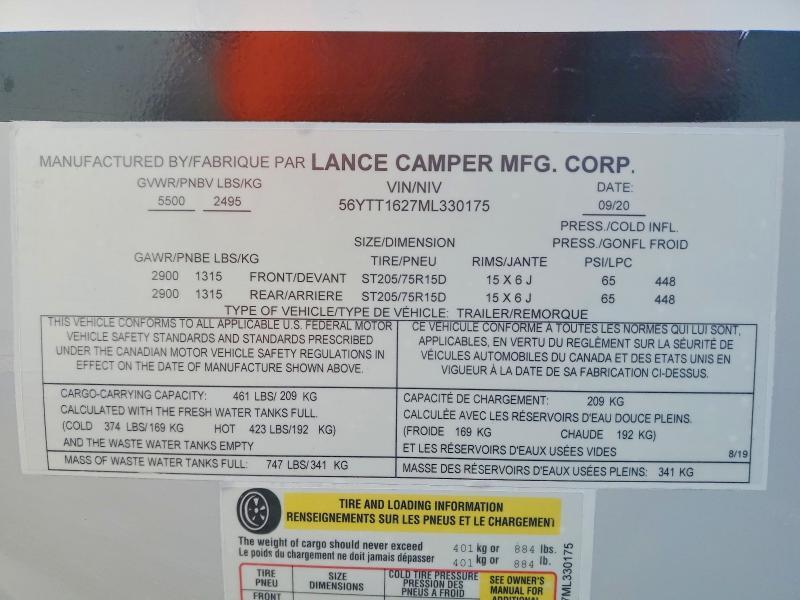 MANUFACTURED BY/FABRIQUE PAR LANCE CAMPER MFG. CORP.
GVWR/PNBV LBS/KG VIN/NIV DATE:
5500 2495 56YTT1627ML330175 09/20
PRESS./COLD INFL.
SIZE/DIMENSION PRESS./GONFL FROID
GAWR/PNBE LBS/KG TIRE/PNEU RIMS/JANTE PSI/LPC
2900 1315 FRONT/DEVANT ST205/75R15D 15 X 6 J 65 448
2900 1315 REAR/ARRIERE ST205/75R15D 15 X 6 J 65 448
TYPE OF VEHICLE/TYPE DE VÉHICLE: TRAILER/REMORQUE
THIS VEHICLE CONFORMS TO ALL APPLICABLE U.S. FEDERAL MOTOR
VEHICLE SAFETY STANDARDS AND STANDARDS PRESCRIBED
UNDER THE CANADIAN MOTOR VEHICLE SAFETY REGULATIONS IN
EFFECT ON THE DATE OF MANUFACTURE SHOWN ABOVE.
CE VEHICULE CONFORME À TOUTES LES NORMES QUI LUI SONT,
APPLICABLES, EN VERTU DU REGLEMENT SUR LA SÉCURITÉ DE
VÉICULES AUTOMOBILES DU CANADA ET DES ETATS UNIS EN
VIGUEUR À LA DATE DE SA FABRICATION CI-DESSUS.
CARGO-CARRYING CAPACITY: 461 LBS/ 209 KG
CALCULATED WITH THE FRESH WATER TANKS FULL.
(COLD 374 LBS/169 KG HOT 423 LBS/192 KG)
AND THE WASTE WATER TANKS EMPTY
CAPACITÉ DE CHARGEMENT: 209 KG
CALCULÉE AVEC LES RÉSERVOIRS D'EAU DOUCE PLEINS.
(FROIDE 169 KG CHAUDE 192 KG)
ET LES RÉSERVOIRS D'EAUX USÉES VIDES 8/19
MASS OF WASTE WATER TANKS FULL: 747 LBS/341 KG
MASSE DES RÉSERVOIRS D'EAUX USÉES PLEINS: 341 KG
TIRE AND LOADING INFORMATION
RENSEIGNEMENTS SUR LES PNEUS ET LE CHARGEMENT
The weight of cargo should never exceed 401 kg or 884 lbs.
Le poids du chargement ne doit jamais dépasser 401 kg or 884 lb.
TIRE
PNEU
SIZE
DIMENSIONS
COLD TIRE PRESSURE
PRESSION DES
PNEUS A FROID
SEE OWNER'S
MANUAL FOR
ADDITIONAL
FRONT
7ML330175